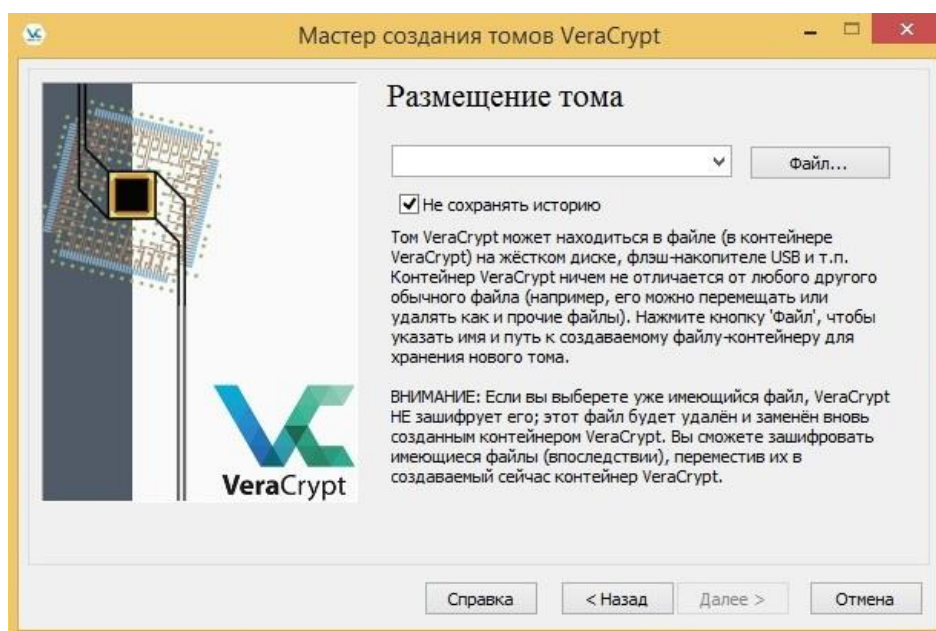 Мастер создания томов VeraCrypt
Размещение тома
Файл...
Не сохранять историю
Том VeraCrypt может находиться в файле (в контейнере
VeraCrypt) на жёстком диске, флэш-накопителе USB и т.п.
Контейнер VeraCrypt ничем не отличается от любого другого
обычного файла (например, его можно перемещать или
удалять как и прочие файлы). Нажмите кнопку 'Файл', чтобы
указать имя и путь к создаваемому файлу-контейнеру для
хранения нового тома.
ВНИМАНИЕ: Если вы выберете уже имеющийся файл, VeraCrypt
НЕ зашифрует его; этот файл будет удалён и заменён вновь
созданным контейнером VeraCrypt. Вы сможете зашифровать
имеющиеся файлы (впоследствии), переместив их в
создаваемый сейчас контейнер VeraCrypt.
VeraCrypt
Справка
< Назад
Далее >
Отмена